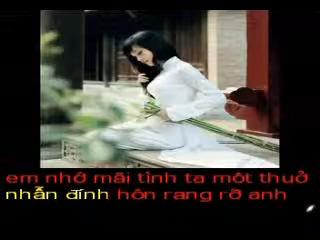 em nhớ mãi tình ta một thuở
nhẫn đính hôn rạng rỡ anh